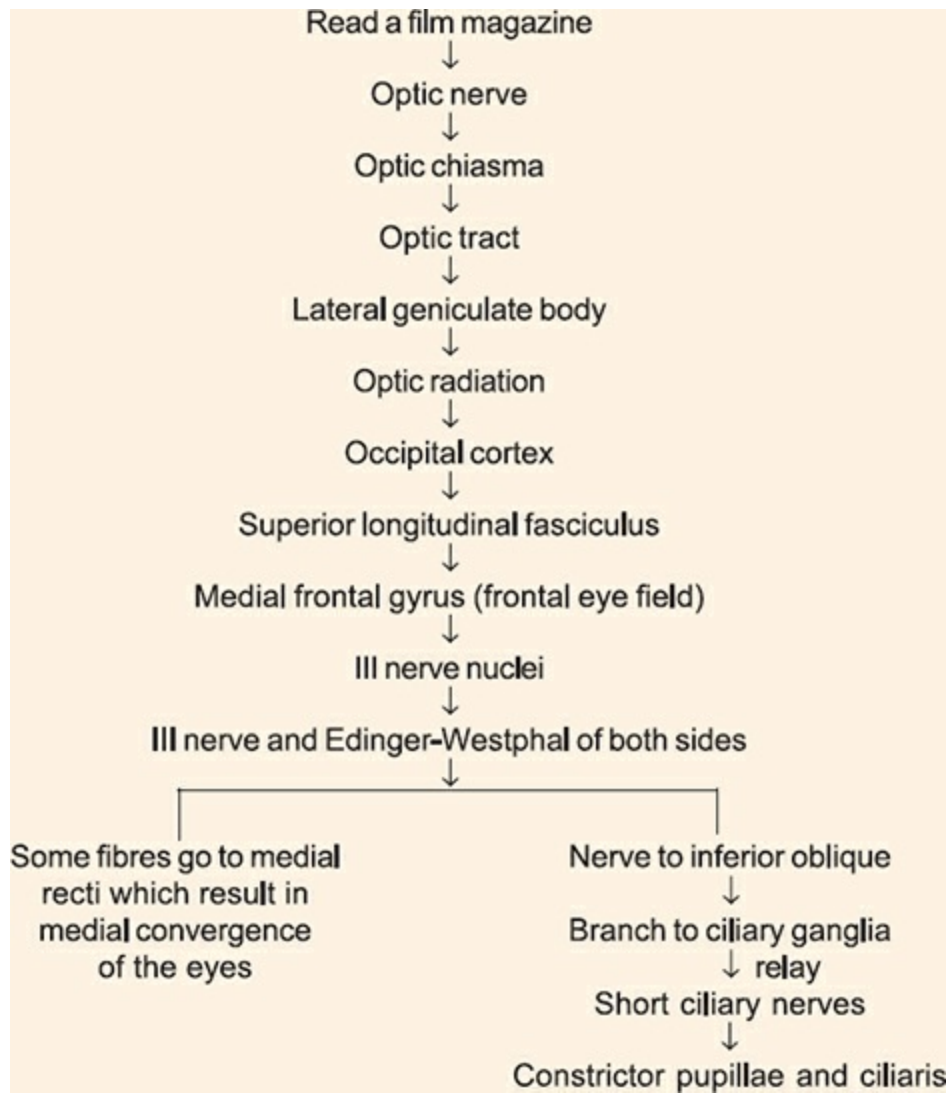 Read a film magazine
↓
Optic nerve
↓
Optic chiasma
↓
Optic tract
↓
Lateral geniculate body
↓
Optic radiation
↓
Occipital cortex
↓
Superior longitudinal fasciculus
↓
Medial frontal gyrus (frontal eye field)
↓
III nerve nuclei
↓
III nerve and Edinger-Westphal of both sides
↓
Some fibres go to medial
recti which result in
medial convergence
of the eyes
Nerve to inferior oblique
↓
Branch to ciliary ganglia
↓ relay
Short ciliary nerves
↓
Constrictor pupillae and ciliaris